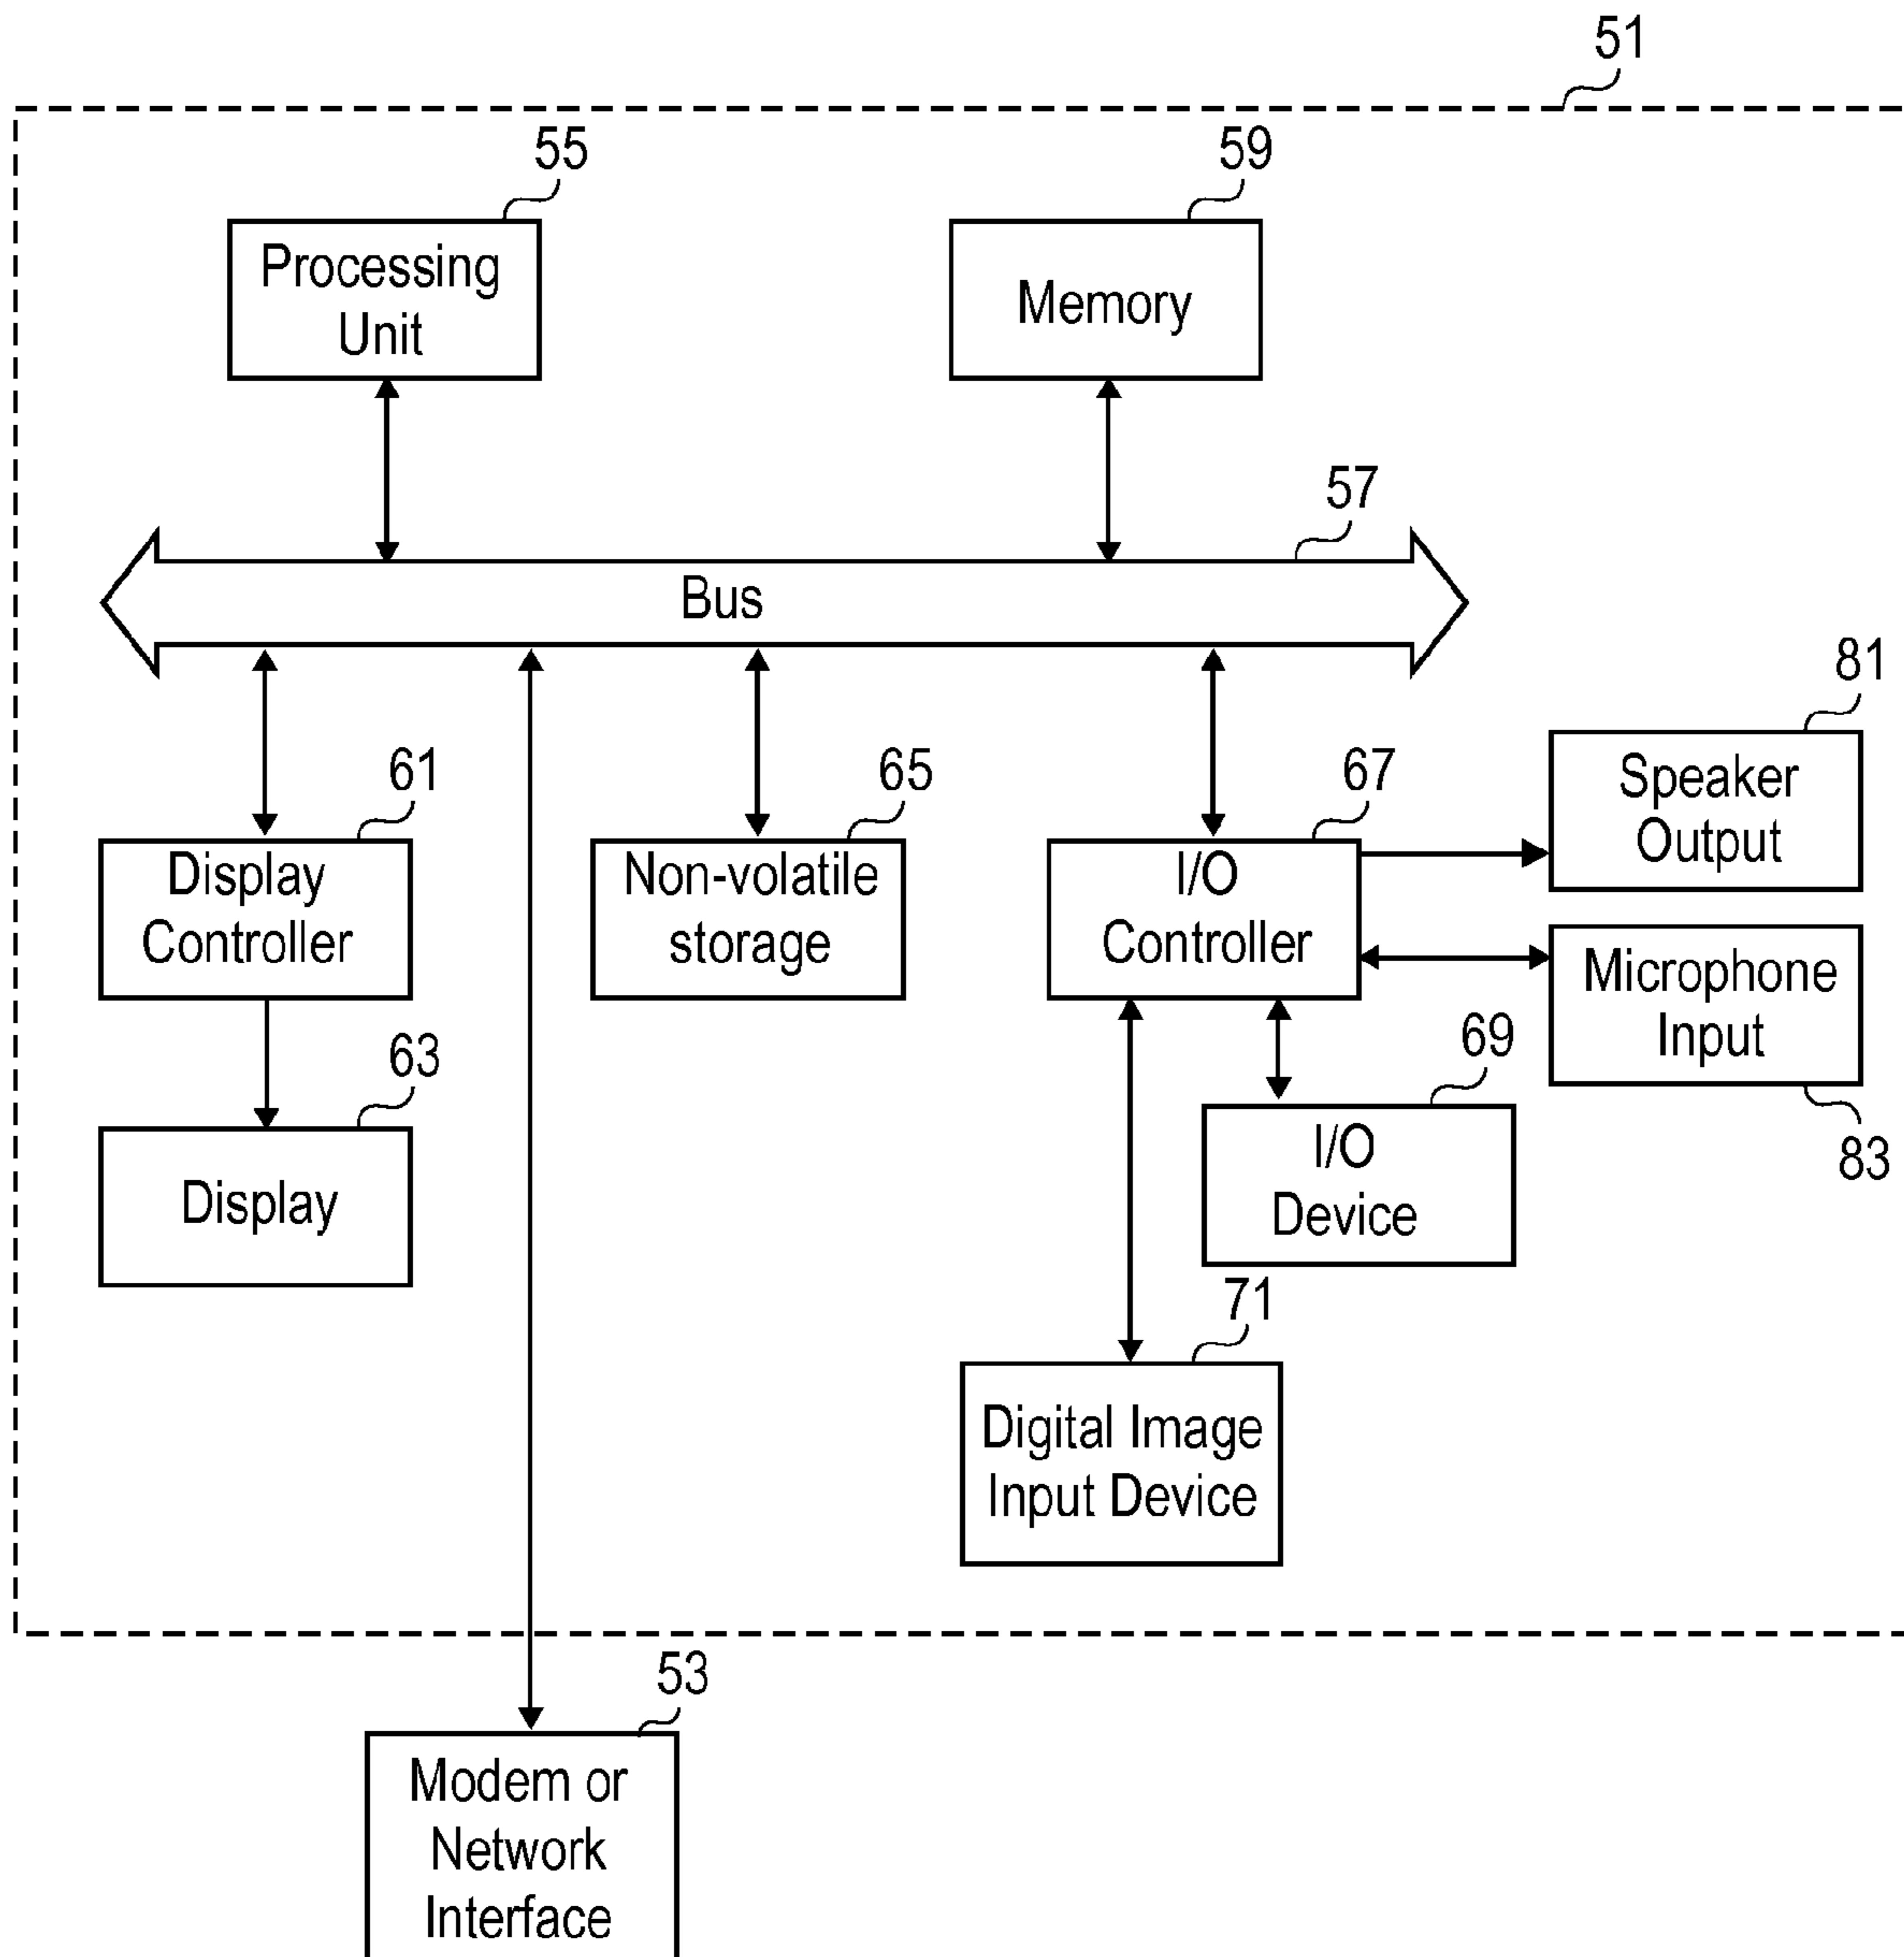 51
55
59
Processing
Unit
Memory
57
Bus
81
61
65
67
Speaker
Output
Display
Controller
Non-volatile
storage
I/O
Controller
Microphone
Input
63
69
83
Display
I/O
Device
71
Digital Image
Input Device
53
Modem or
Network
Interface